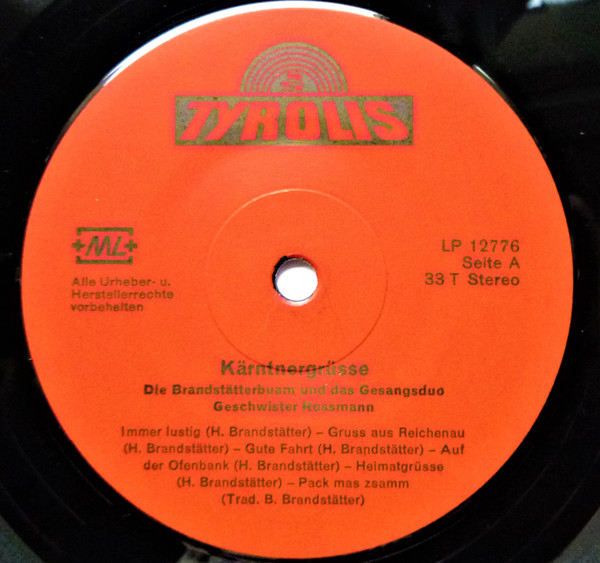 TYROLIS
+ML+
Alle Urheber- u.
Herstellerrechte
vorbehalten
LP 12776
Seite A
33 T Stereo
Kärntnergrüsse
Die Brandstätterbuam und das Gesangsduo
Geschwister Rossmann
Immer lustig (H. Brandstätter) – Gruss aus Reichenau
(H. Brandstätter) – Gute Fahrt (H. Brandstätter) – Auf
der Ofenbank (H. Brandstätter) – Heimatgrüsse
(H. Brandstätter) – Pack mas zsamm
(Trad. B. Brandstätter)